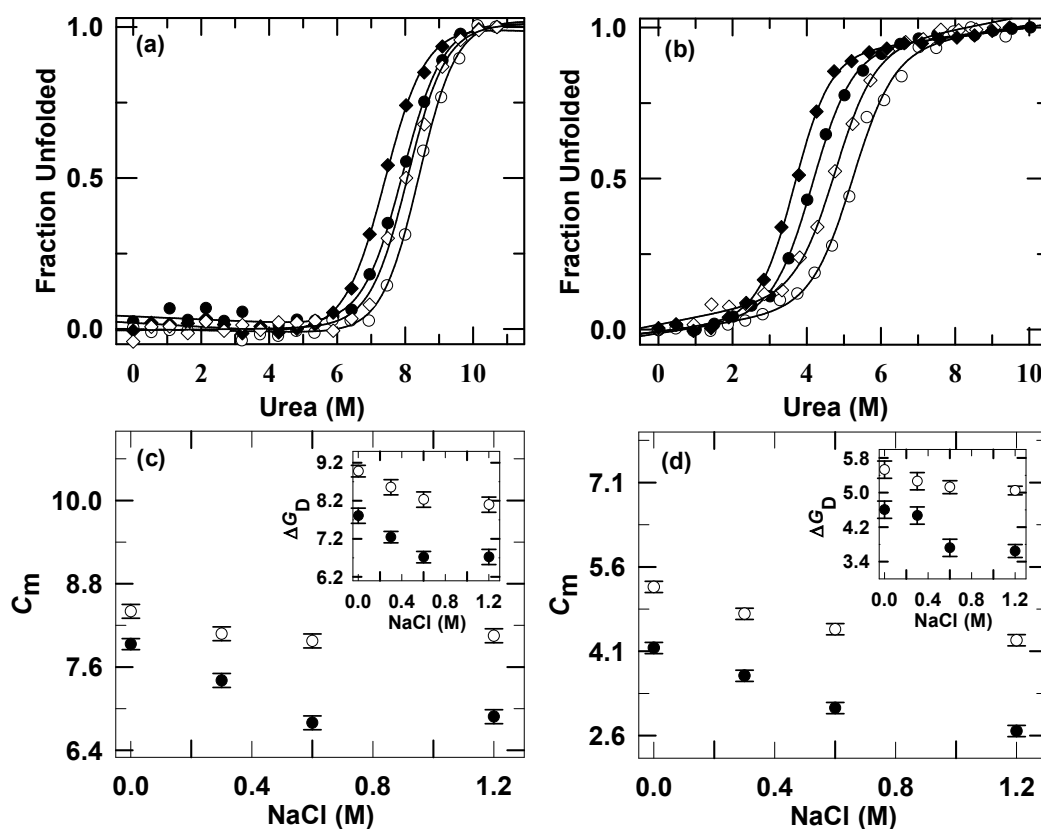 (a)
Fraction Unfolded
1.0
0.5
0.0
0 2 4 6 8 10
Urea (M)
(b)
Fraction Unfolded
1.0
0.5
0.0
0 2 4 6 8 10
Urea (M)
(c)
Cm
10.0
8.8
7.6
6.4
0.0 0.4 0.8 1.2
NaCl (M)
ΔGD
9.2
8.2
7.2
6.2
0.0 0.4 0.8 1.2
NaCl (M)
(d)
Cm
7.1
5.6
4.1
2.6
0.0 0.4 0.8 1.2
NaCl (M)
ΔGD
5.8
5.0
4.2
3.4
0.0 0.4 0.8 1.2
NaCl (M)